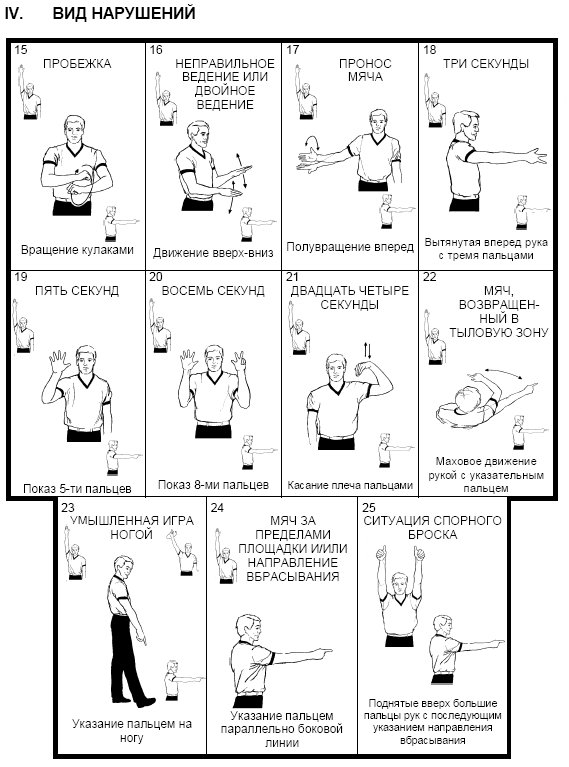 IV. ВИД НАРУШЕНИЙ
15
ПРОБЕЖКА
Вращение кулаками
16
НЕПРАВИЛЬНОЕ
ВЕДЕНИЕ ИЛИ
ДВОЙНОЕ
ВЕДЕНИЕ
Движение вверх-вниз
17
ПРОНОС
МЯЧА
Полувращение вперед
18
ТРИ СЕКУНДЫ
Вытянутая вперед рука
с тремя пальцами
19
ПЯТЬ СЕКУНД
Показ 5-ти пальцев
20
ВОСЕМЬ СЕКУНД
Показ 8-ми пальцев
21
ДВАДЦАТЬ ЧЕТЫРЕ
СЕКУНДЫ
Касание плеча пальцами
22
МЯЧ,
ВОЗВРАЩЕН-
НЫЙ В
ТЫЛОВУЮ ЗОНУ
Маховое движение
рукой с указательным
пальцем
23
УМЫШЛЕННАЯ ИГРА
НОГОЙ
Указание пальцем на
ногу
24
МЯЧ ЗА
ПРЕДЕЛАМИ
ПЛОЩАДКИ И/ИЛИ
НАПРАВЛЕНИЕ
ВБРАСЫВАНИЯ
Указание пальцем
параллельно боковой
линии
25
СИТУАЦИЯ СПОРНОГО
БРОСКА
Поднятые вверх большие
пальцы рук с последующим
указанием направления
вбрасывания